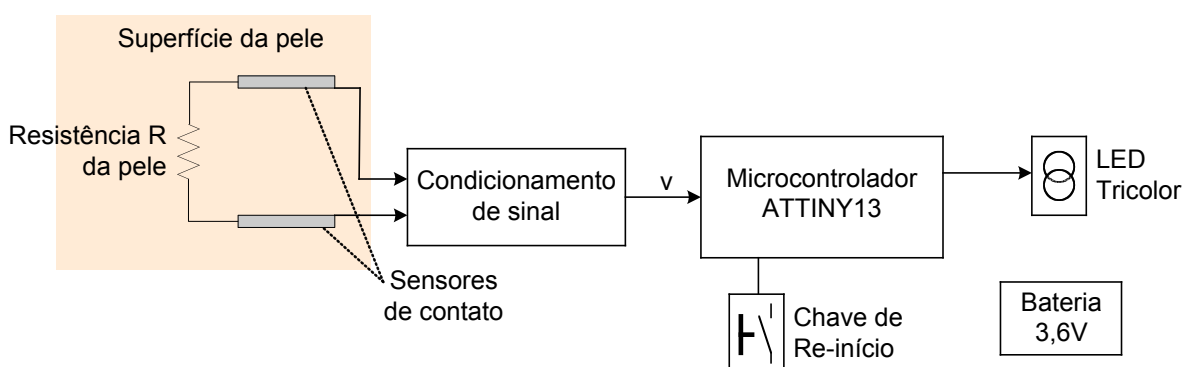 Superfície da pele
Resistência R
da pele
Condicionamento
de sinal
v
Microcontrolador
ATTINY13
LED
Tricolor
Sensores
de contato
Chave de
Re-início
Bateria
3,6V